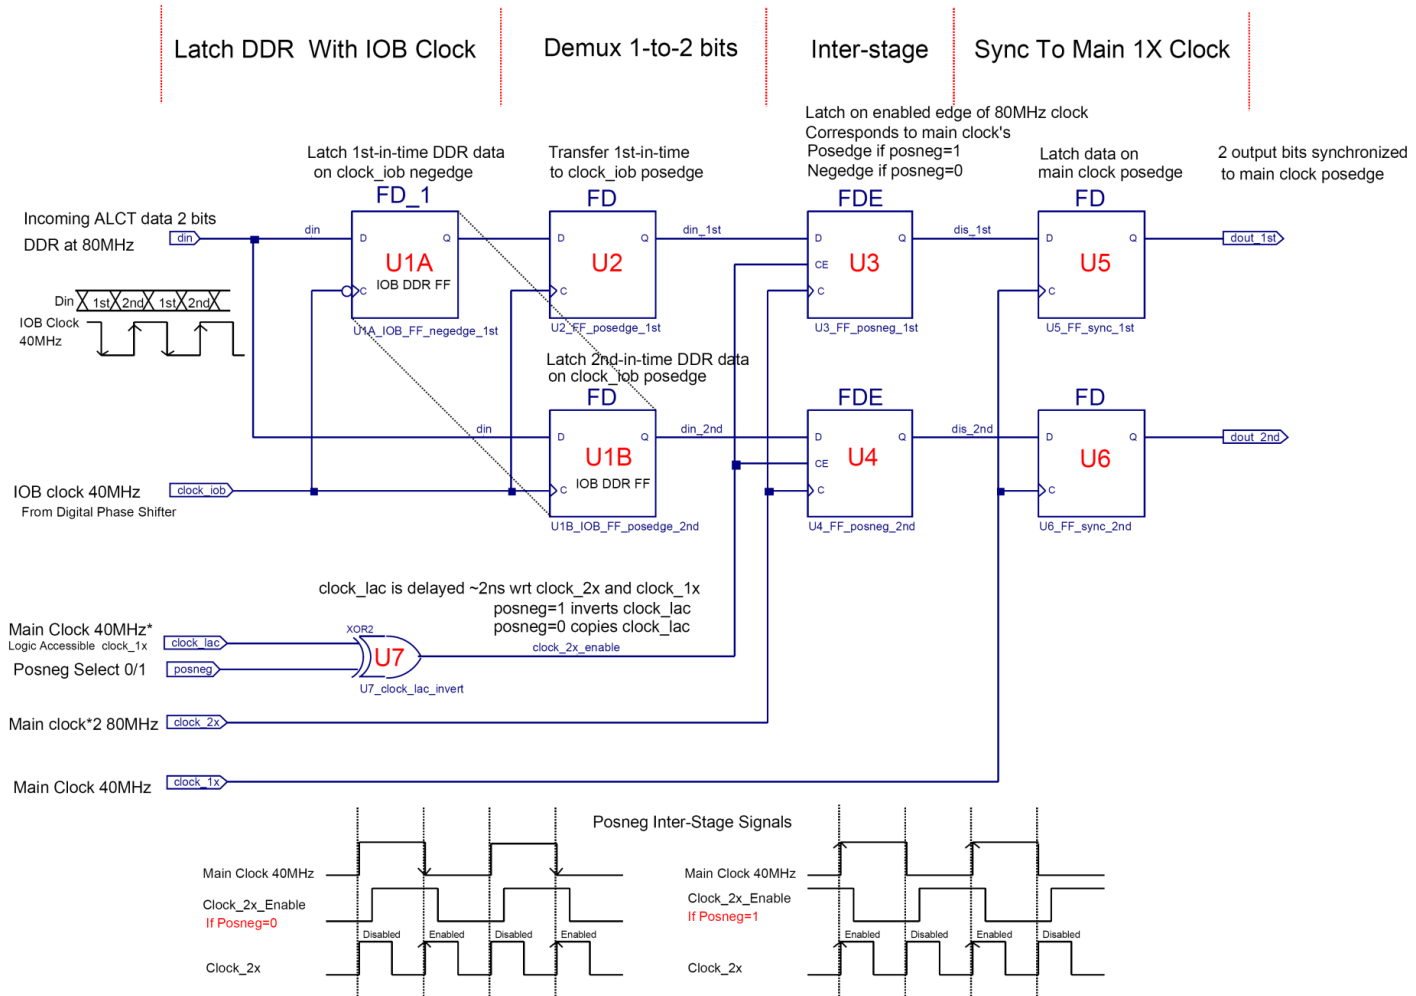 Latch DDR With IOB Clock
Demux 1-to-2 bits
Inter-stage
Sync To Main 1X Clock
Latch on enabled edge of 80MHz clock
Corresponds to main clock's
Posedge if posneg=1
Negedge if posneg=0
Latch 1st-in-time DDR data
on clock_iob negedge
Transfer 1st-in-time
to clock_iob posedge
Latch data on
main clock posedge
2 output bits synchronized
to main clock posedge
FD_1
FD
FDE
FD
Incoming ALCT data 2 bits
DDR at 80MHz
din
din
D
Q
C
U1A
IOB DDR FF
U1A_IOB_FF_negedge_1st
D
Q
C
U2
U2_FF_posedge_1st
din_1st
D
Q
CE
C
U3
U3_FF_posneg_1st
dis_1st
D
Q
C
U5
U5_FF_sync_1st
dout_1st
Din
1st
2nd
1st
2nd
IOB Clock
40MHz
Latch 2nd-in-time DDR data
on clock_iob posedge
FD
FDE
FD
din
D
Q
C
U1B
IOB DDR FF
U1B_IOB_FF_posedge_2nd
din_2nd
D
Q
CE
C
U4
U4_FF_posneg_2nd
dis_2nd
D
Q
C
U6
U6_FF_sync_2nd
dout_2nd
IOB clock 40MHz
From Digital Phase Shifter
clock_iob
clock_lac is delayed ~2ns wrt clock_2x and clock_1x
posneg=1 inverts clock_lac
posneg=0 copies clock_lac
Main Clock 40MHz*
Logic Accessible clock_1x
clock_lac
XOR2
U7
U7_clock_lac_invert
clock_2x_enable
Posneg Select 0/1
posneg
Main clock*2 80MHz
clock_2x
Main Clock 40MHz
clock_1x
Posneg Inter-Stage Signals
Main Clock 40MHz
Clock_2x_Enable
If Posneg=0
Disabled
Enabled
Disabled
Enabled
Clock_2x
Main Clock 40MHz
Clock_2x_Enable
If Posneg=1
Enabled
Disabled
Enabled
Disabled
Clock_2x